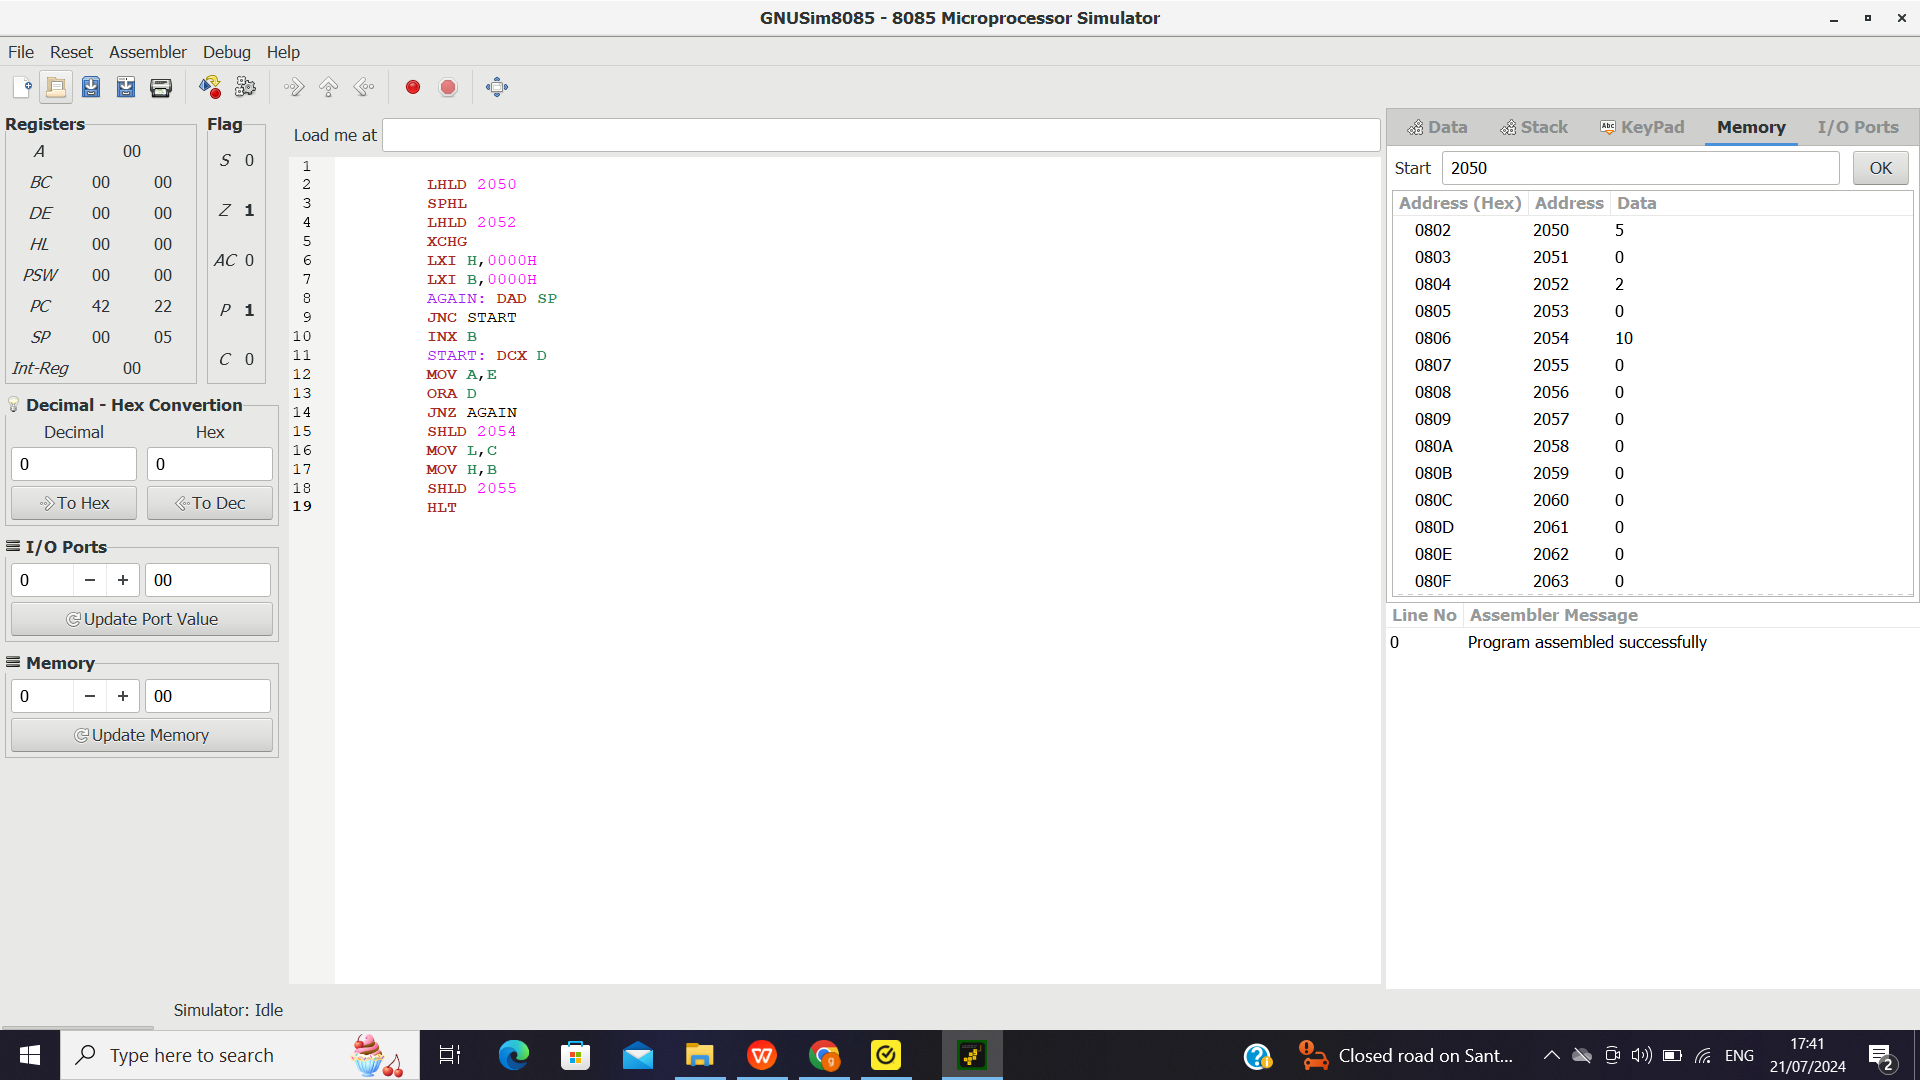 GNUSim8085 - 8085 Microprocessor Simulator
File Reset Assembler Debug Help
Registers
A 00
BC 00 00
DE 00 00
HL 00 00
PSW 00 00
PC 42 22
SP 00 05
Int-Reg 00
Flag
S 0
Z 1
AC 0
P 1
C 0
Decimal - Hex Convertion
Decimal Hex
0 0
To Hex To Dec
I/O Ports
0 − + 00
Update Port Value
Memory
0 − + 00
Update Memory
Load me at
1
2 LHLD 2050
3 SPHL
4 LHLD 2052
5 XCHG
6 LXI H,0000H
7 LXI B,0000H
8 AGAIN: DAD SP
9 JNC START
10 INX B
11 START: DCX D
12 MOV A,E
13 ORA D
14 JNZ AGAIN
15 SHLD 2054
16 MOV L,C
17 MOV H,B
18 SHLD 2055
19 HLT
Data Stack Abc KeyPad Memory I/O Ports
Start 2050 OK
Address (Hex) Address Data
0802 2050 5
0803 2051 0
0804 2052 2
0805 2053 0
0806 2054 10
0807 2055 0
0808 2056 0
0809 2057 0
080A 2058 0
080B 2059 0
080C 2060 0
080D 2061 0
080E 2062 0
080F 2063 0
Line No Assembler Message
0 Program assembled successfully
Simulator: Idle
Type here to search
Closed road on Sant...
ENG
17:41
21/07/2024
2